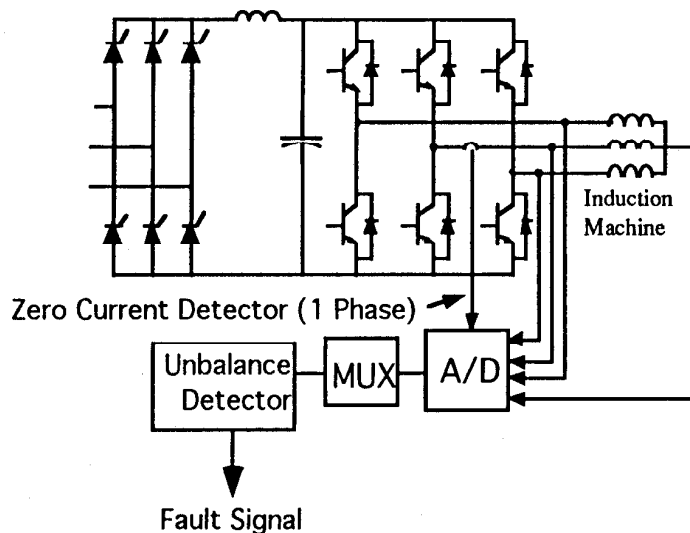 Induction
Machine
Zero Current Detector (1 Phase)
Unbalance
Detector
MUX
A/D
Fault Signal